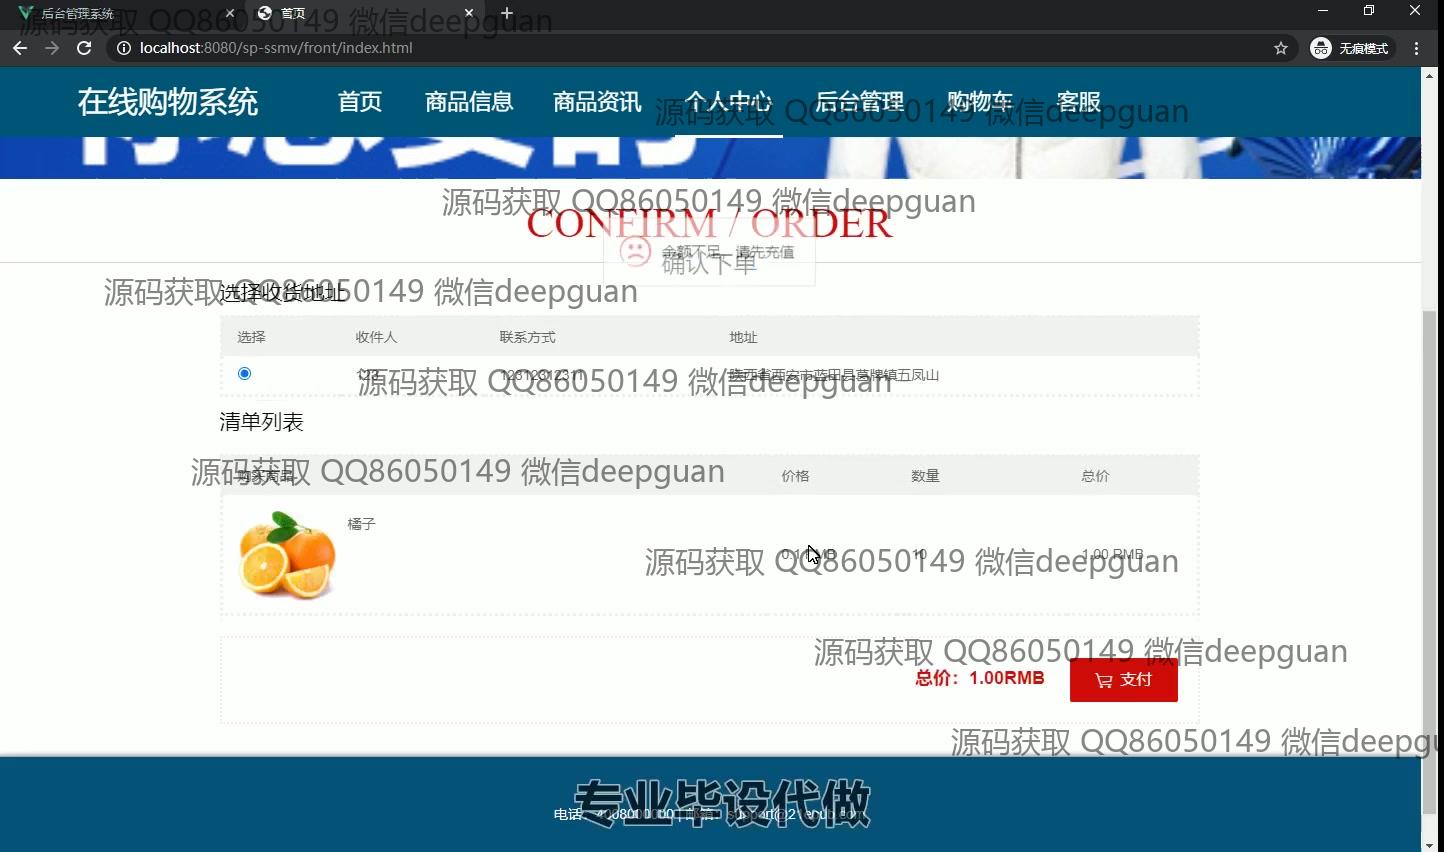 后台管理系统
首页
源码获取 QQ86050149 微信deepguan
localhost:8080/sp-ssmv/front/index.html
无痕模式
在线购物系统 首页 商品信息 商品资讯 个人中心 后台管理 购物车 客服
源码获取 QQ86050149 微信deepguan
源码获取 QQ86050149 微信deepguan
CONFIRM / ORDER
余额不足,请先充值
确认下单
选择收货地址
源码获取 QQ86050149 微信deepguan
选择 收件人 联系方式 地址
123 12312312311 陕西省西安市蓝田县葛牌镇五凤山
源码获取 QQ86050149 微信deepguan
清单列表
购买商品 价格 数量 总价
源码获取 QQ86050149 微信deepguan
橘子
10 1.00 RMB
源码获取 QQ86050149 微信deepguan
源码获取 QQ86050149 微信deepguan
总价:1.00RMB 支付
源码获取 QQ86050149 微信deepgu
专业毕设代做
电话: 邮箱: